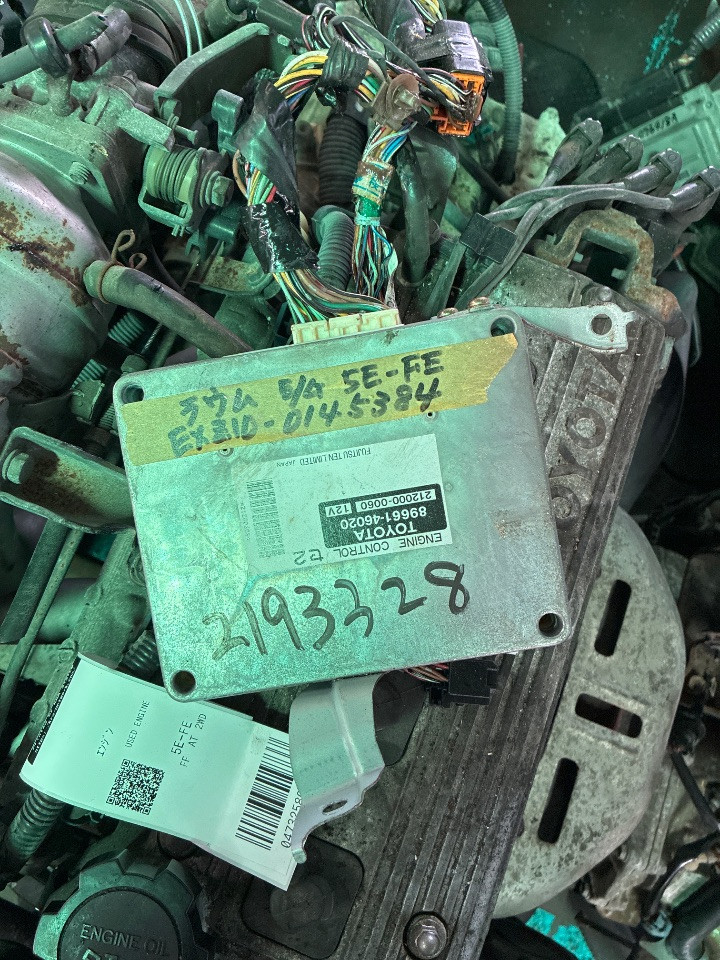 ラウム E/G 5E-FE
EXZ10-0145384
FUJITSU TEN LIMITED JAPAN
212000-0060 12V
89661-46020
TOYOTA
ENGINE CONTROL
2193328
TOYOTA
エンジン
USED ENGINE
5E-FE
FF AT 2WD
ENGINE OIL